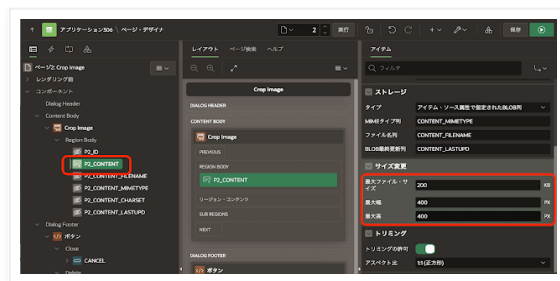 アプリケーション506 \ ページ・デザイナ
2
実行
保存
レイアウト ページ検索 ヘルプ
アイテム
ページ2: Crop Image
レンダリング前
コンポーネント
Dialog Header
Content Body
Crop Image
Region Body
P2_ID
P2_CONTENT
P2_CONTENT_FILENAME
P2_CONTENT_MIMETYPE
P2_CONTENT_CHARSET
P2_CONTENT_LASTUPD
Dialog Footer
ボタン
Close
CANCEL
Delete
Crop Image
DIALOG HEADER
CONTENT BODY
Crop Image
PREVIOUS
REGION BODY
P2_CONTENT
リージョン・コンテンツ
SUB REGIONS
NEXT
DIALOG FOOTER
ボタン
フィルタ
ストレージ
タイプ アイテム・ソース属性で指定されたBLOB列
MIMEタイプ列 CONTENT_MIMETYPE
ファイル名列 CONTENT_FILENAME
BLOB最終更新列 CONTENT_LASTUPD
サイズ変更
最大ファイル・サイズ 200 KB
最大幅 400 PX
最大高 400 PX
トリミング
トリミングの許可
アスペクト比 1:1(正方形)